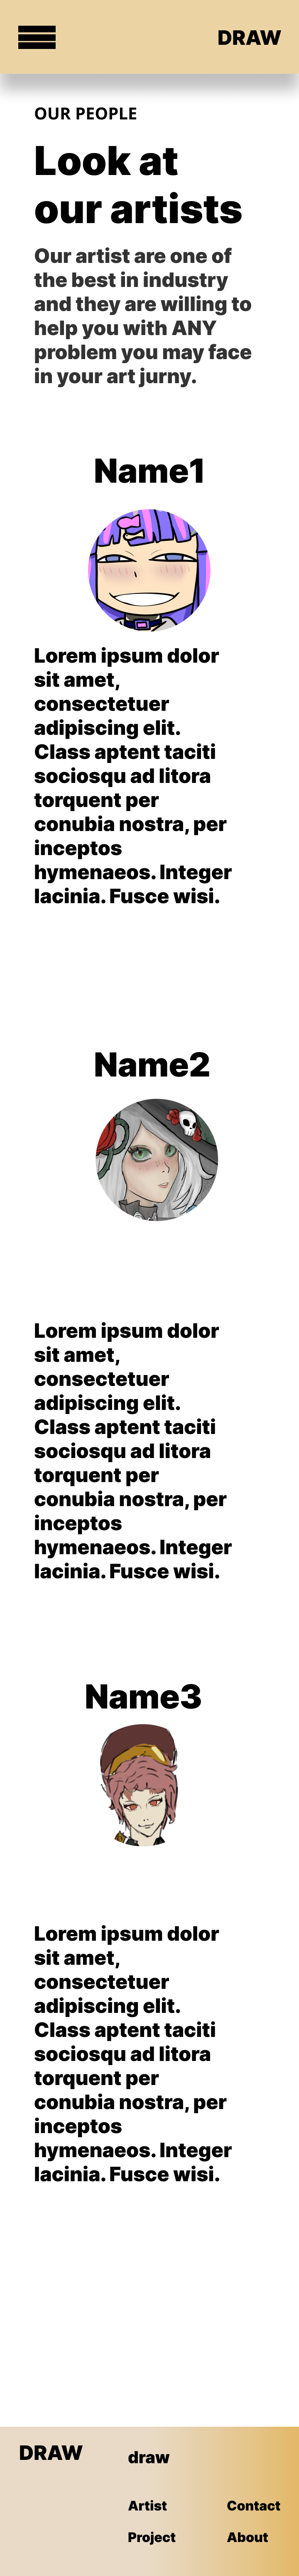 DRAW
OUR PEOPLE
Look at
our artists
Our artist are one of
the best in industry
and they are willing to
help you with ANY
problem you may face
in your art jurny.
Name1
Lorem ipsum dolor
sit amet,
consectetuer
adipiscing elit.
Class aptent taciti
sociosqu ad litora
torquent per
conubia nostra, per
inceptos
hymenaeos. Integer
lacinia. Fusce wisi.
Name2
Lorem ipsum dolor
sit amet,
consectetuer
adipiscing elit.
Class aptent taciti
sociosqu ad litora
torquent per
conubia nostra, per
inceptos
hymenaeos. Integer
lacinia. Fusce wisi.
Name3
Lorem ipsum dolor
sit amet,
consectetuer
adipiscing elit.
Class aptent taciti
sociosqu ad litora
torquent per
conubia nostra, per
inceptos
hymenaeos. Integer
lacinia. Fusce wisi.
DRAW draw
Artist Contact
Project About